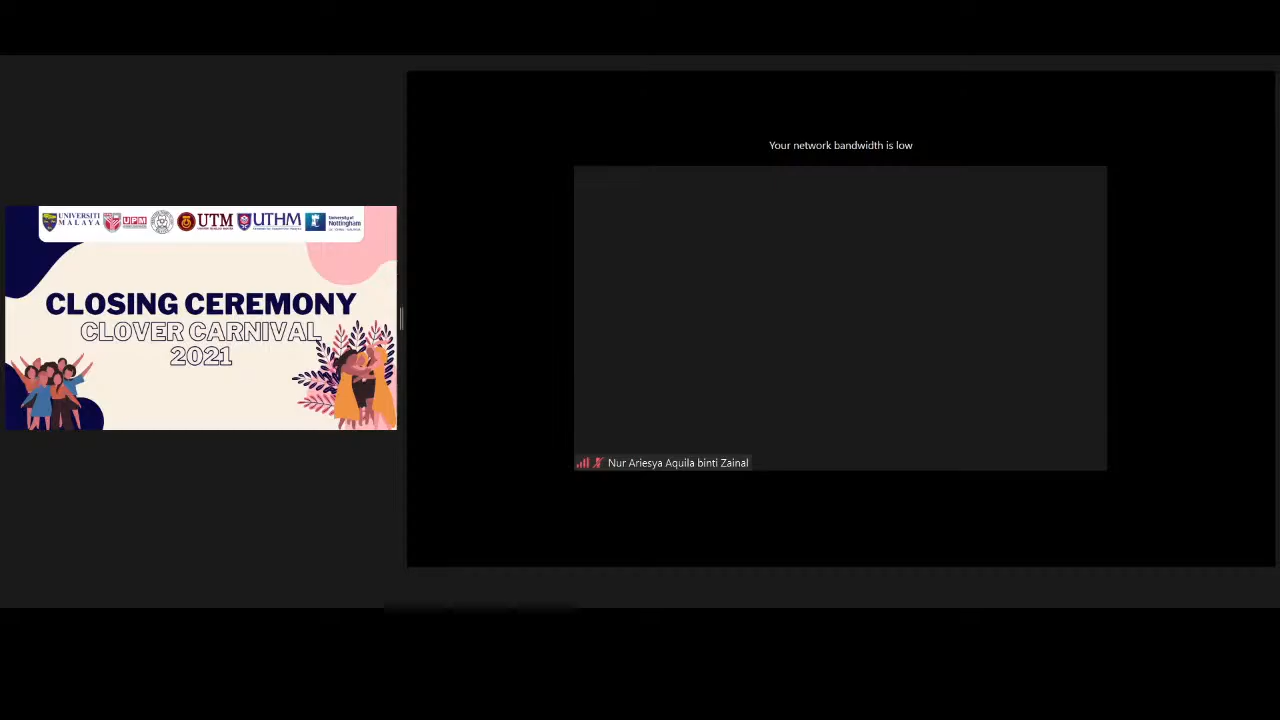 UNIVERSITI
MALAYA
UPM
UTM
UTHM
University of
Nottingham
CLOSING CEREMONY
CLOVER CARNIVAL
2021
Your network bandwidth is low
Nur Ariesya Aquila binti Zainal